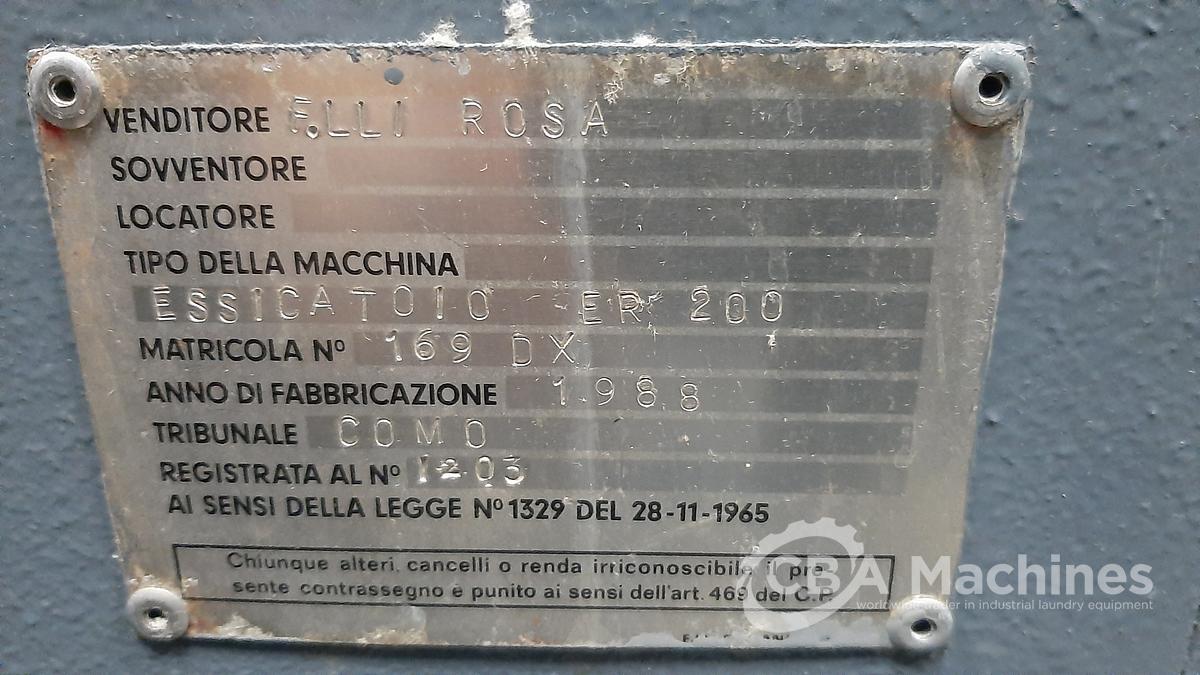 VENDITORE F.LLI ROSA
SOVVENTORE
LOCATORE
TIPO DELLA MACCHINA
ESSICATOIO ER 200
MATRICOLA Nº 169 DX
ANNO DI FABBRICAZIONE 1988
TRIBUNALE COMO
REGISTRATA AL Nº 1203
AI SENSI DELLA LEGGE Nº 1329 DEL 28-11-1965
Chiunque alteri, cancelli o renda irriconoscibile il pre-
sente contrassegno è punito ai sensi dell'art. 469 del C.P.
CBA Machines
worldwide trader in industrial laundry equipment